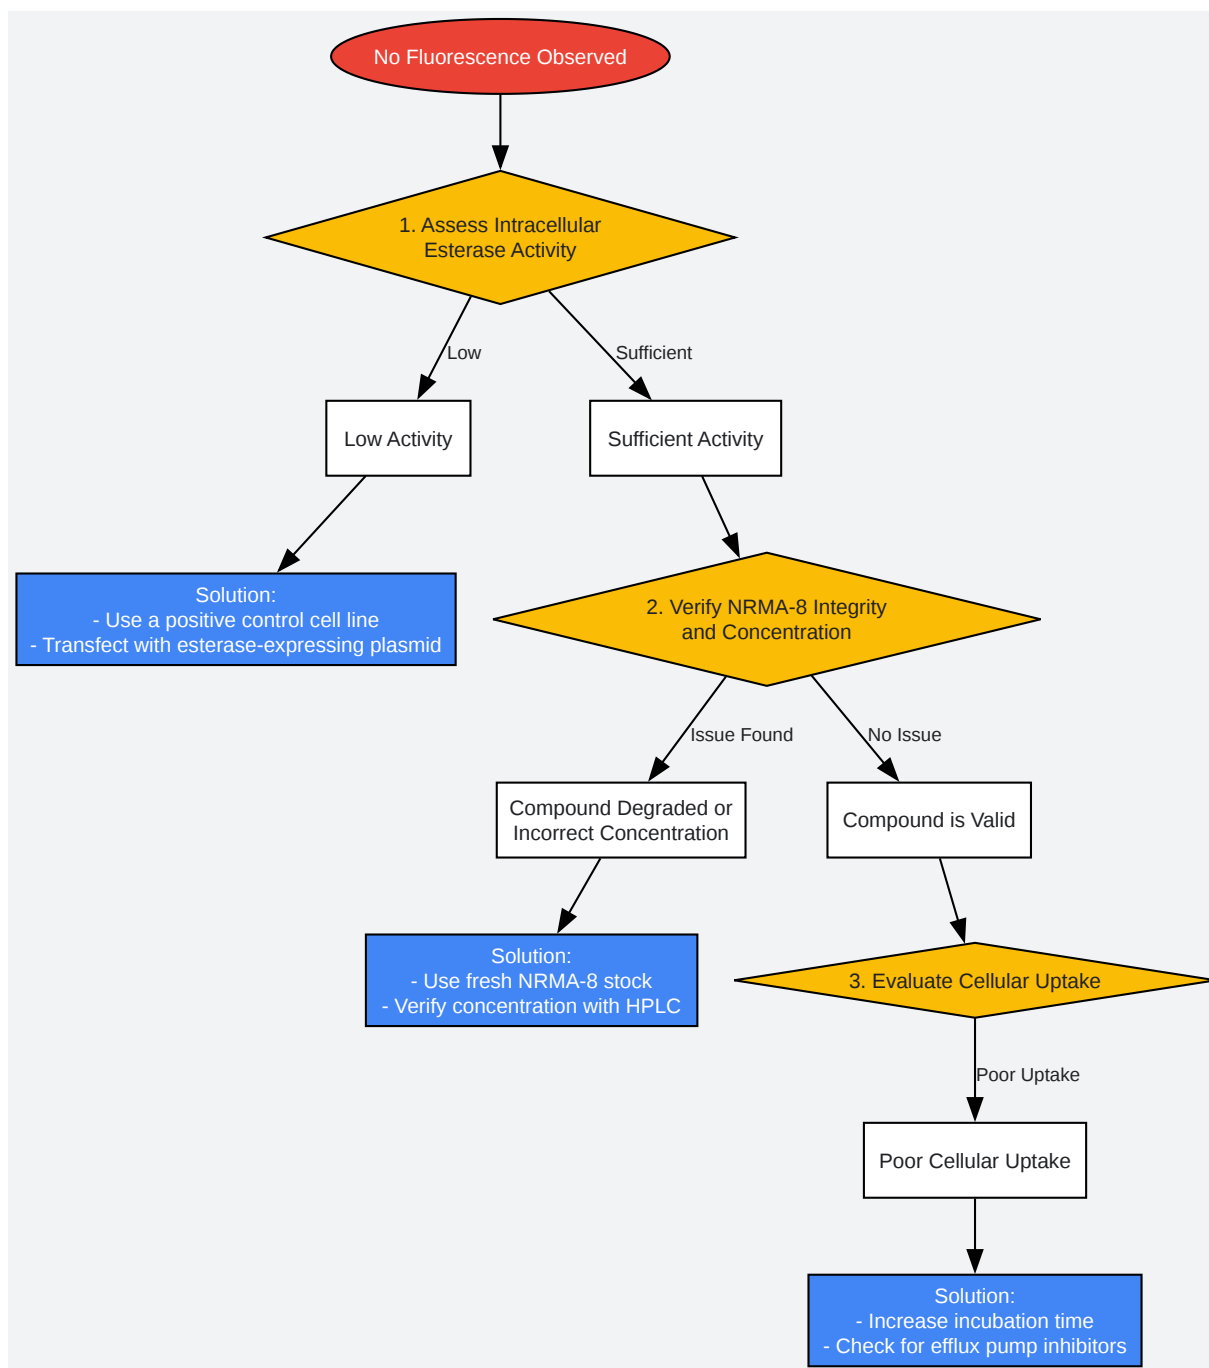 No Fluorescence Observed
1. Assess Intracellular
Esterase Activity
Low
Sufficient
Low Activity
Sufficient Activity
Solution:
- Use a positive control cell line
- Transfect with esterase-expressing plasmid
2. Verify NRMA-8 Integrity
and Concentration
Issue Found
No Issue
Compound Degraded or
Incorrect Concentration
Compound is Valid
Solution:
- Use fresh NRMA-8 stock
- Verify concentration with HPLC
3. Evaluate Cellular Uptake
Poor Uptake
Poor Cellular Uptake
Solution:
- Increase incubation time
- Check for efflux pump inhibitors